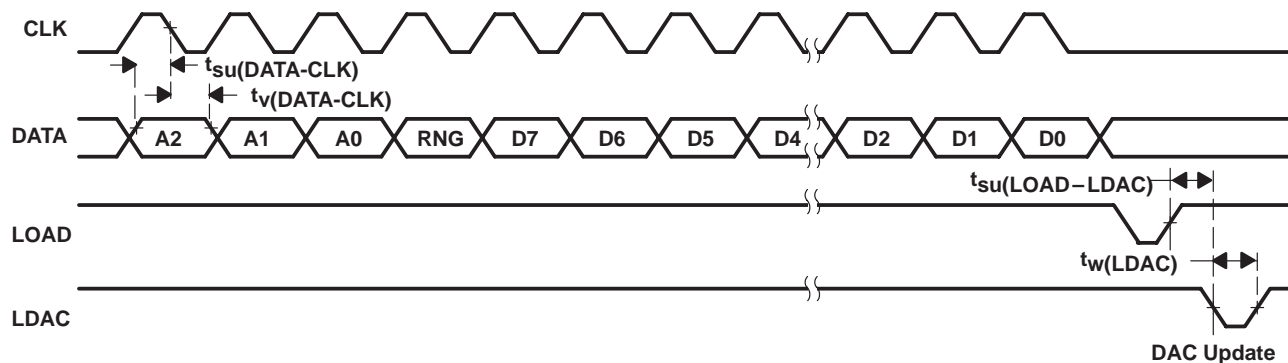 CLK
tsu(DATA-CLK)
tv(DATA-CLK)
DATA
A2 A1 A0 RNG D7 D6 D5 D4 D2 D1 D0
tsu(LOAD–LDAC)
LOAD
tw(LDAC)
LDAC
DAC Update